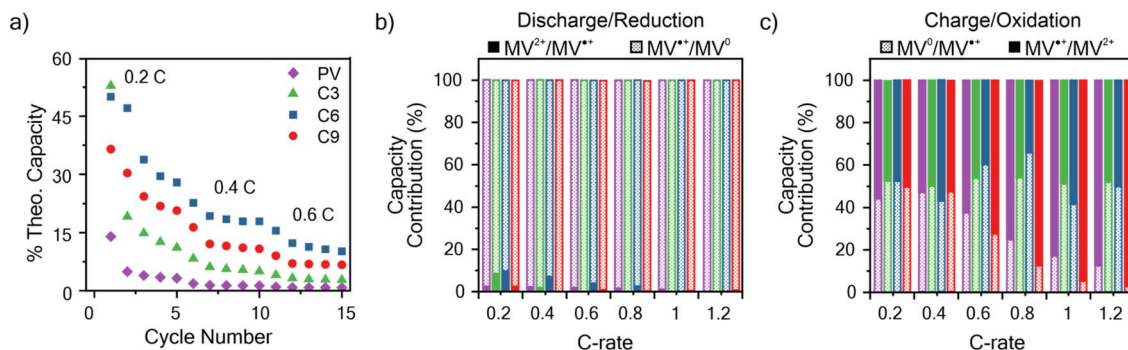 a)
60
45
30
15
0
% Theo. Capacity
0.2 C
0.4 C
0.6 C
PV
C3
C6
C9
0 5 10 15
Cycle Number
b)
Discharge/Reduction
MV²⁺/MV•⁺ MV•⁺/MV⁰
100
80
60
40
20
0
Capacity
Contribution (%)
0.2 0.4 0.6 0.8 1 1.2
C-rate
c)
Charge/Oxidation
MV⁰/MV•⁺ MV•⁺/MV²⁺
100
80
60
40
20
0
Capacity
Contribution (%)
0.2 0.4 0.6 0.8 1 1.2
C-rate